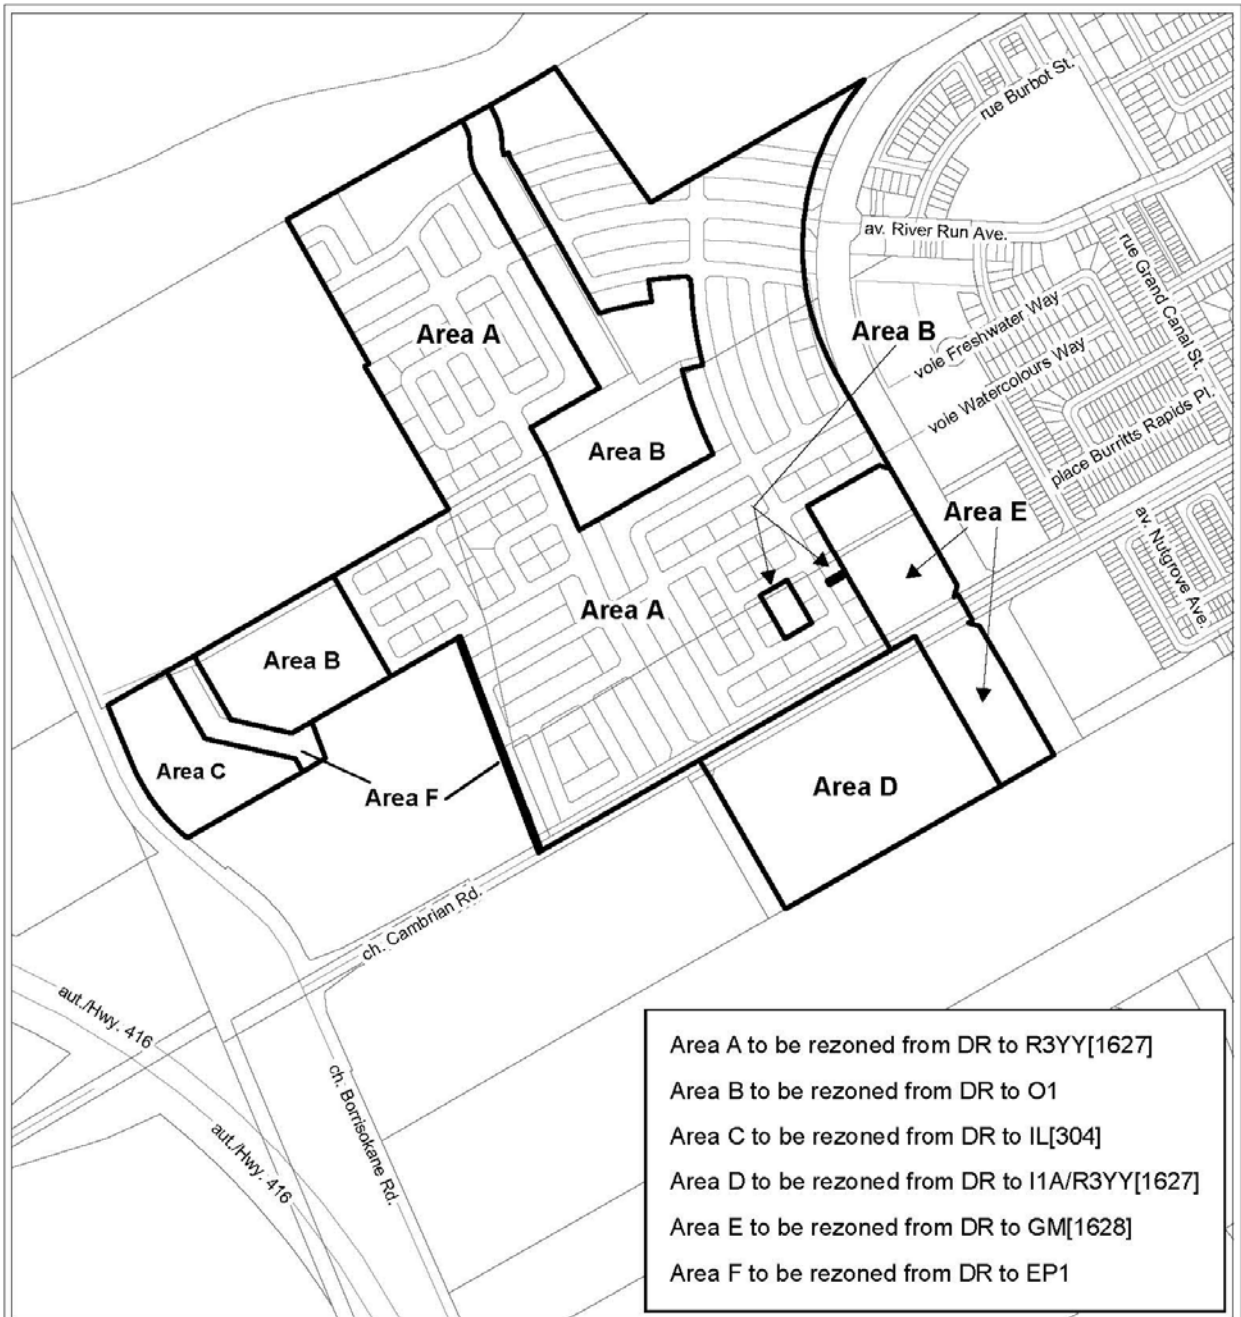 rue Burbot St.
av. River Run Ave.
rue Grand Canal St.
Area A
Area B
voie Freshwater Way
voie Watercolours Way
place Burritts Rapids Pl.
Area B
Area E
av. Nutgrove Ave.
Area A
Area B
Area C
Area F
Area D
ch. Cambrian Rd.
aut./Hwy. 416
aut./Hwy. 416
ch. Borrisokane Rd.
Area A to be rezoned from DR to R3YY[1627]
Area B to be rezoned from DR to O1
Area C to be rezoned from DR to IL[304]
Area D to be rezoned from DR to I1A/R3YY[1627]
Area E to be rezoned from DR to GM[1628]
Area F to be rezoned from DR to EP1